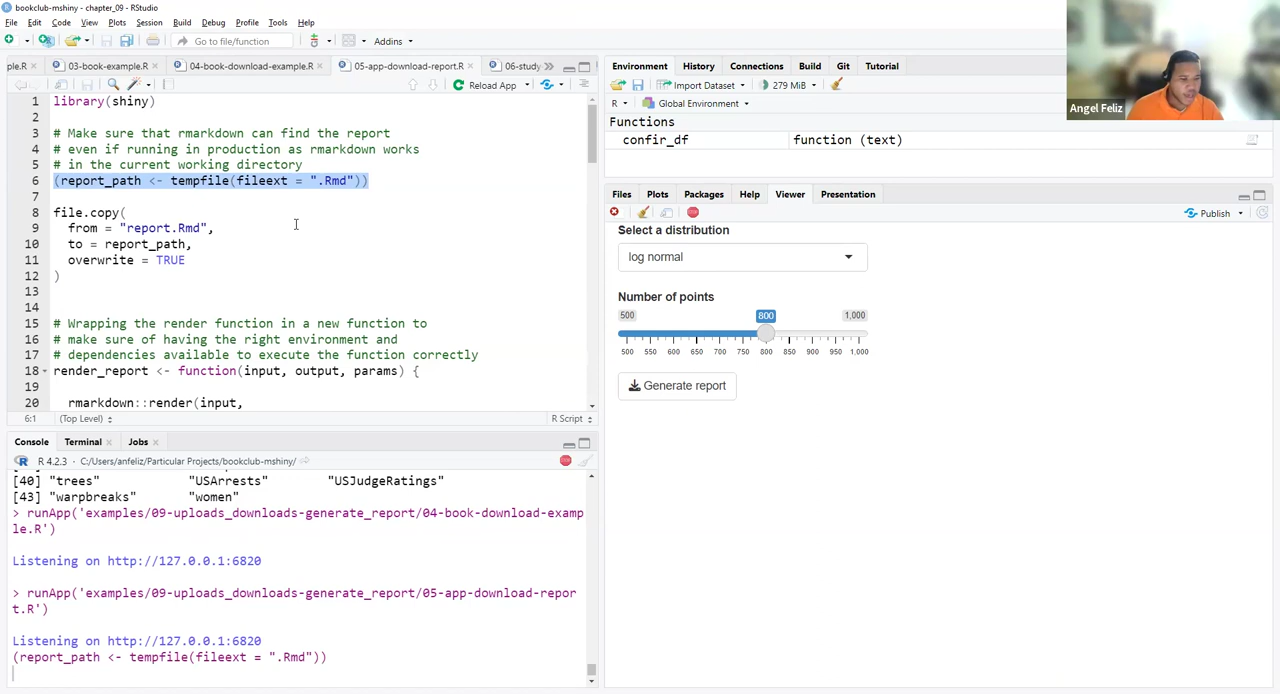 bookclub-mshiny - chapter_09 - RStudio
File Edit Code View Plots Session Build Debug Profile Tools Help
Go to file/function Addins
ple.R 03-book-example.R 04-book-download-example.R 05-app-download-report.R 06-study
Reload App
1 library(shiny)
2
3 # Make sure that rmarkdown can find the report
4 # even if running in production as rmarkdown works
5 # in the current working directory
6 (report_path <- tempfile(fileext = ".Rmd"))
7
8 file.copy(
9 from = "report.Rmd",
10 to = report_path,
11 overwrite = TRUE
12 )
13
14
15 # Wrapping the render function in a new function to
16 # make sure of having the right environment and
17 # dependencies available to execute the function correctly
18 render_report <- function(input, output, params) {
19
20 rmarkdown::render(input,
6:1 (Top Level) R Script
Console Terminal Jobs
R 4.2.3 · C:/Users/anfeliz/Particular Projects/bookclub-mshiny/
[40] "trees" "USArrests" "USJudgeRatings"
[43] "warpbreaks" "women"
> runApp('examples/09-uploads_downloads-generate_report/04-book-download-examp
le.R')
Listening on http://127.0.0.1:6820
> runApp('examples/09-uploads_downloads-generate_report/05-app-download-repor
t.R')
Listening on http://127.0.0.1:6820
(report_path <- tempfile(fileext = ".Rmd"))
Environment History Connections Build Git Tutorial
Import Dataset 279 MiB
R Global Environment
Functions
confir_df function (text)
Files Plots Packages Help Viewer Presentation
Publish
Select a distribution
log normal
Number of points
500 800 1,000
500 550 600 650 700 750 800 850 900 950 1,000
Generate report
Angel Feliz